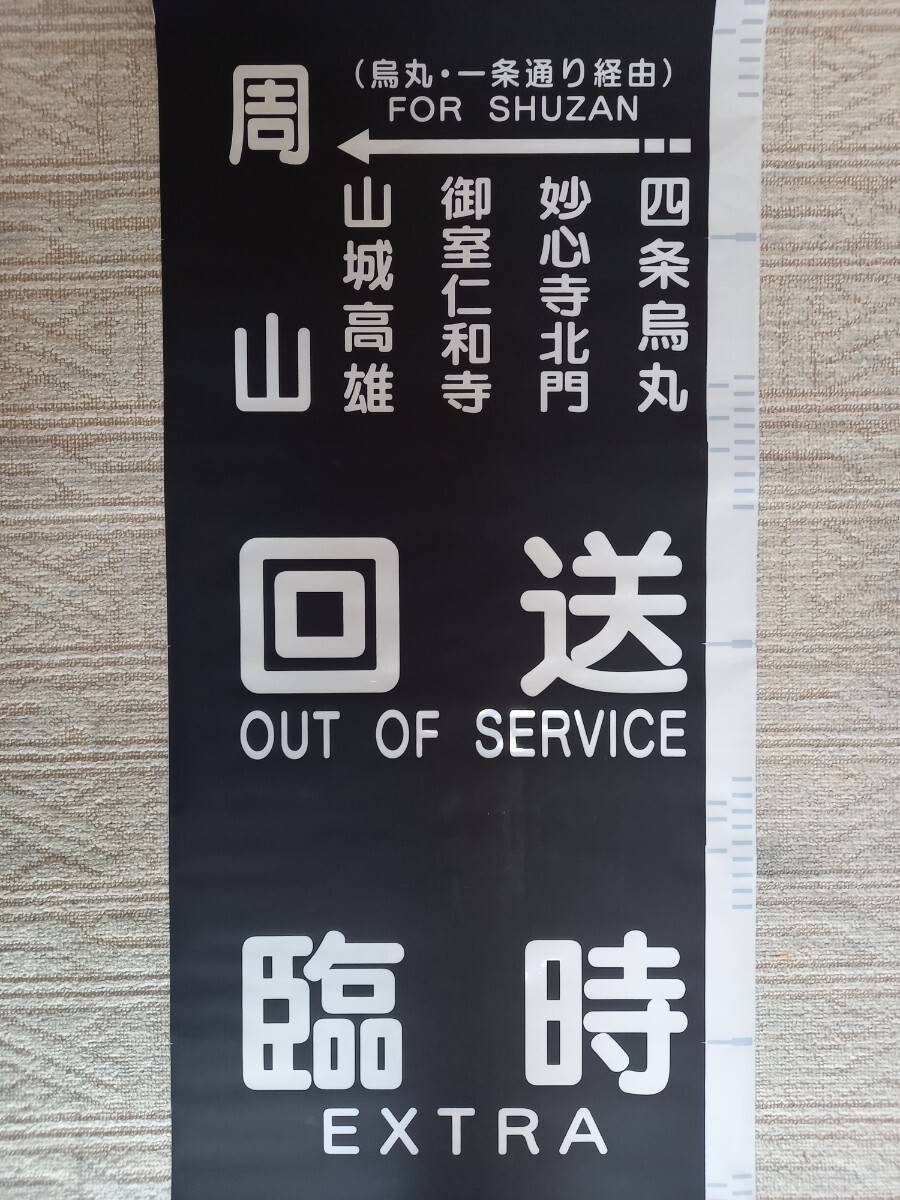 周山
(烏丸・一条通り経由)
FOR SHUZAN
四条烏丸
妙心寺北門
御室仁和寺
山城高雄
回送
OUT OF SERVICE
臨時
EXTRA